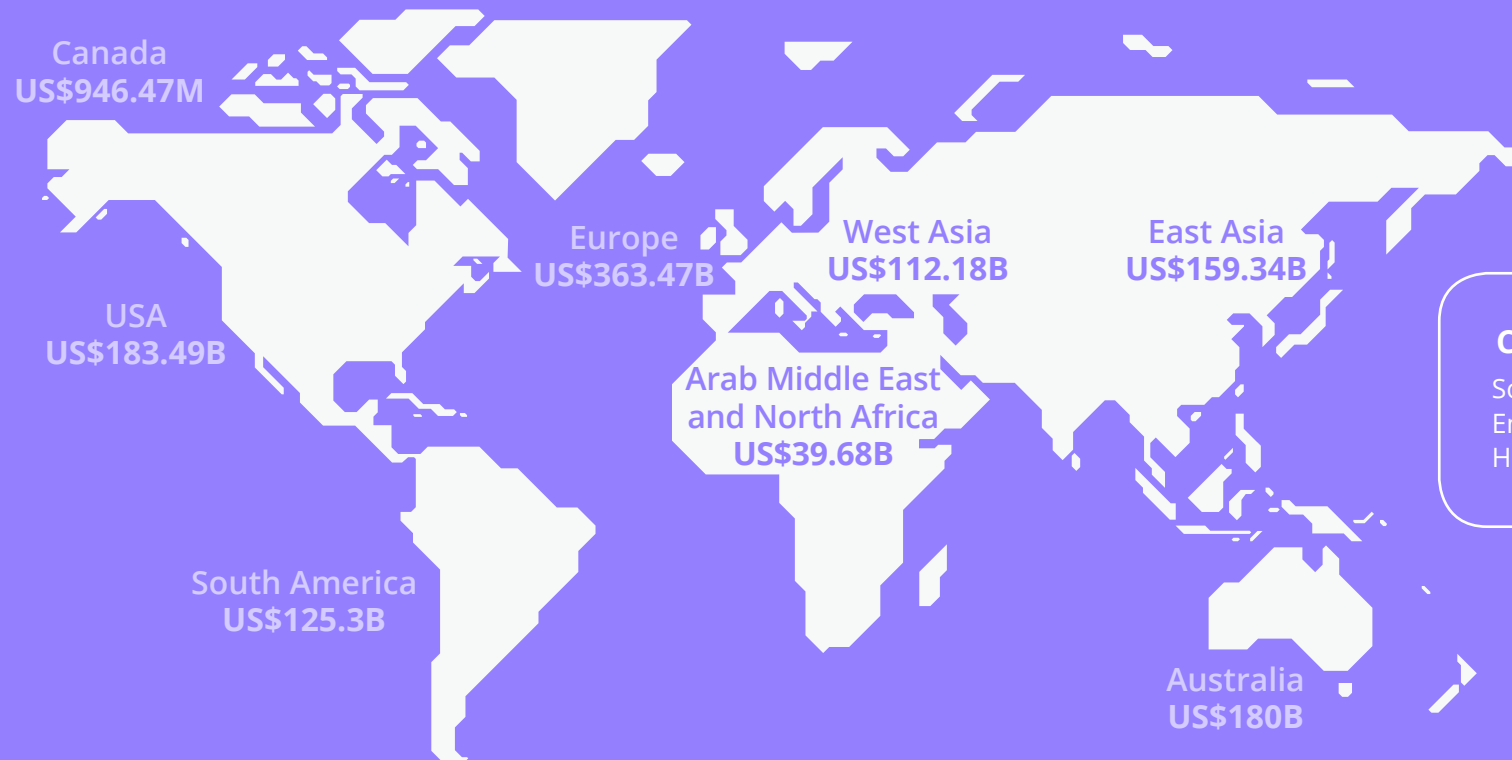 Canada
US$946.47M
Europe
US$363.47B
West Asia
US$112.18B
East Asia
US$159.34B
USA
US$183.49B
Arab Middle East
and North Africa
US$39.68B
South America
US$125.3B
Australia
US$180B